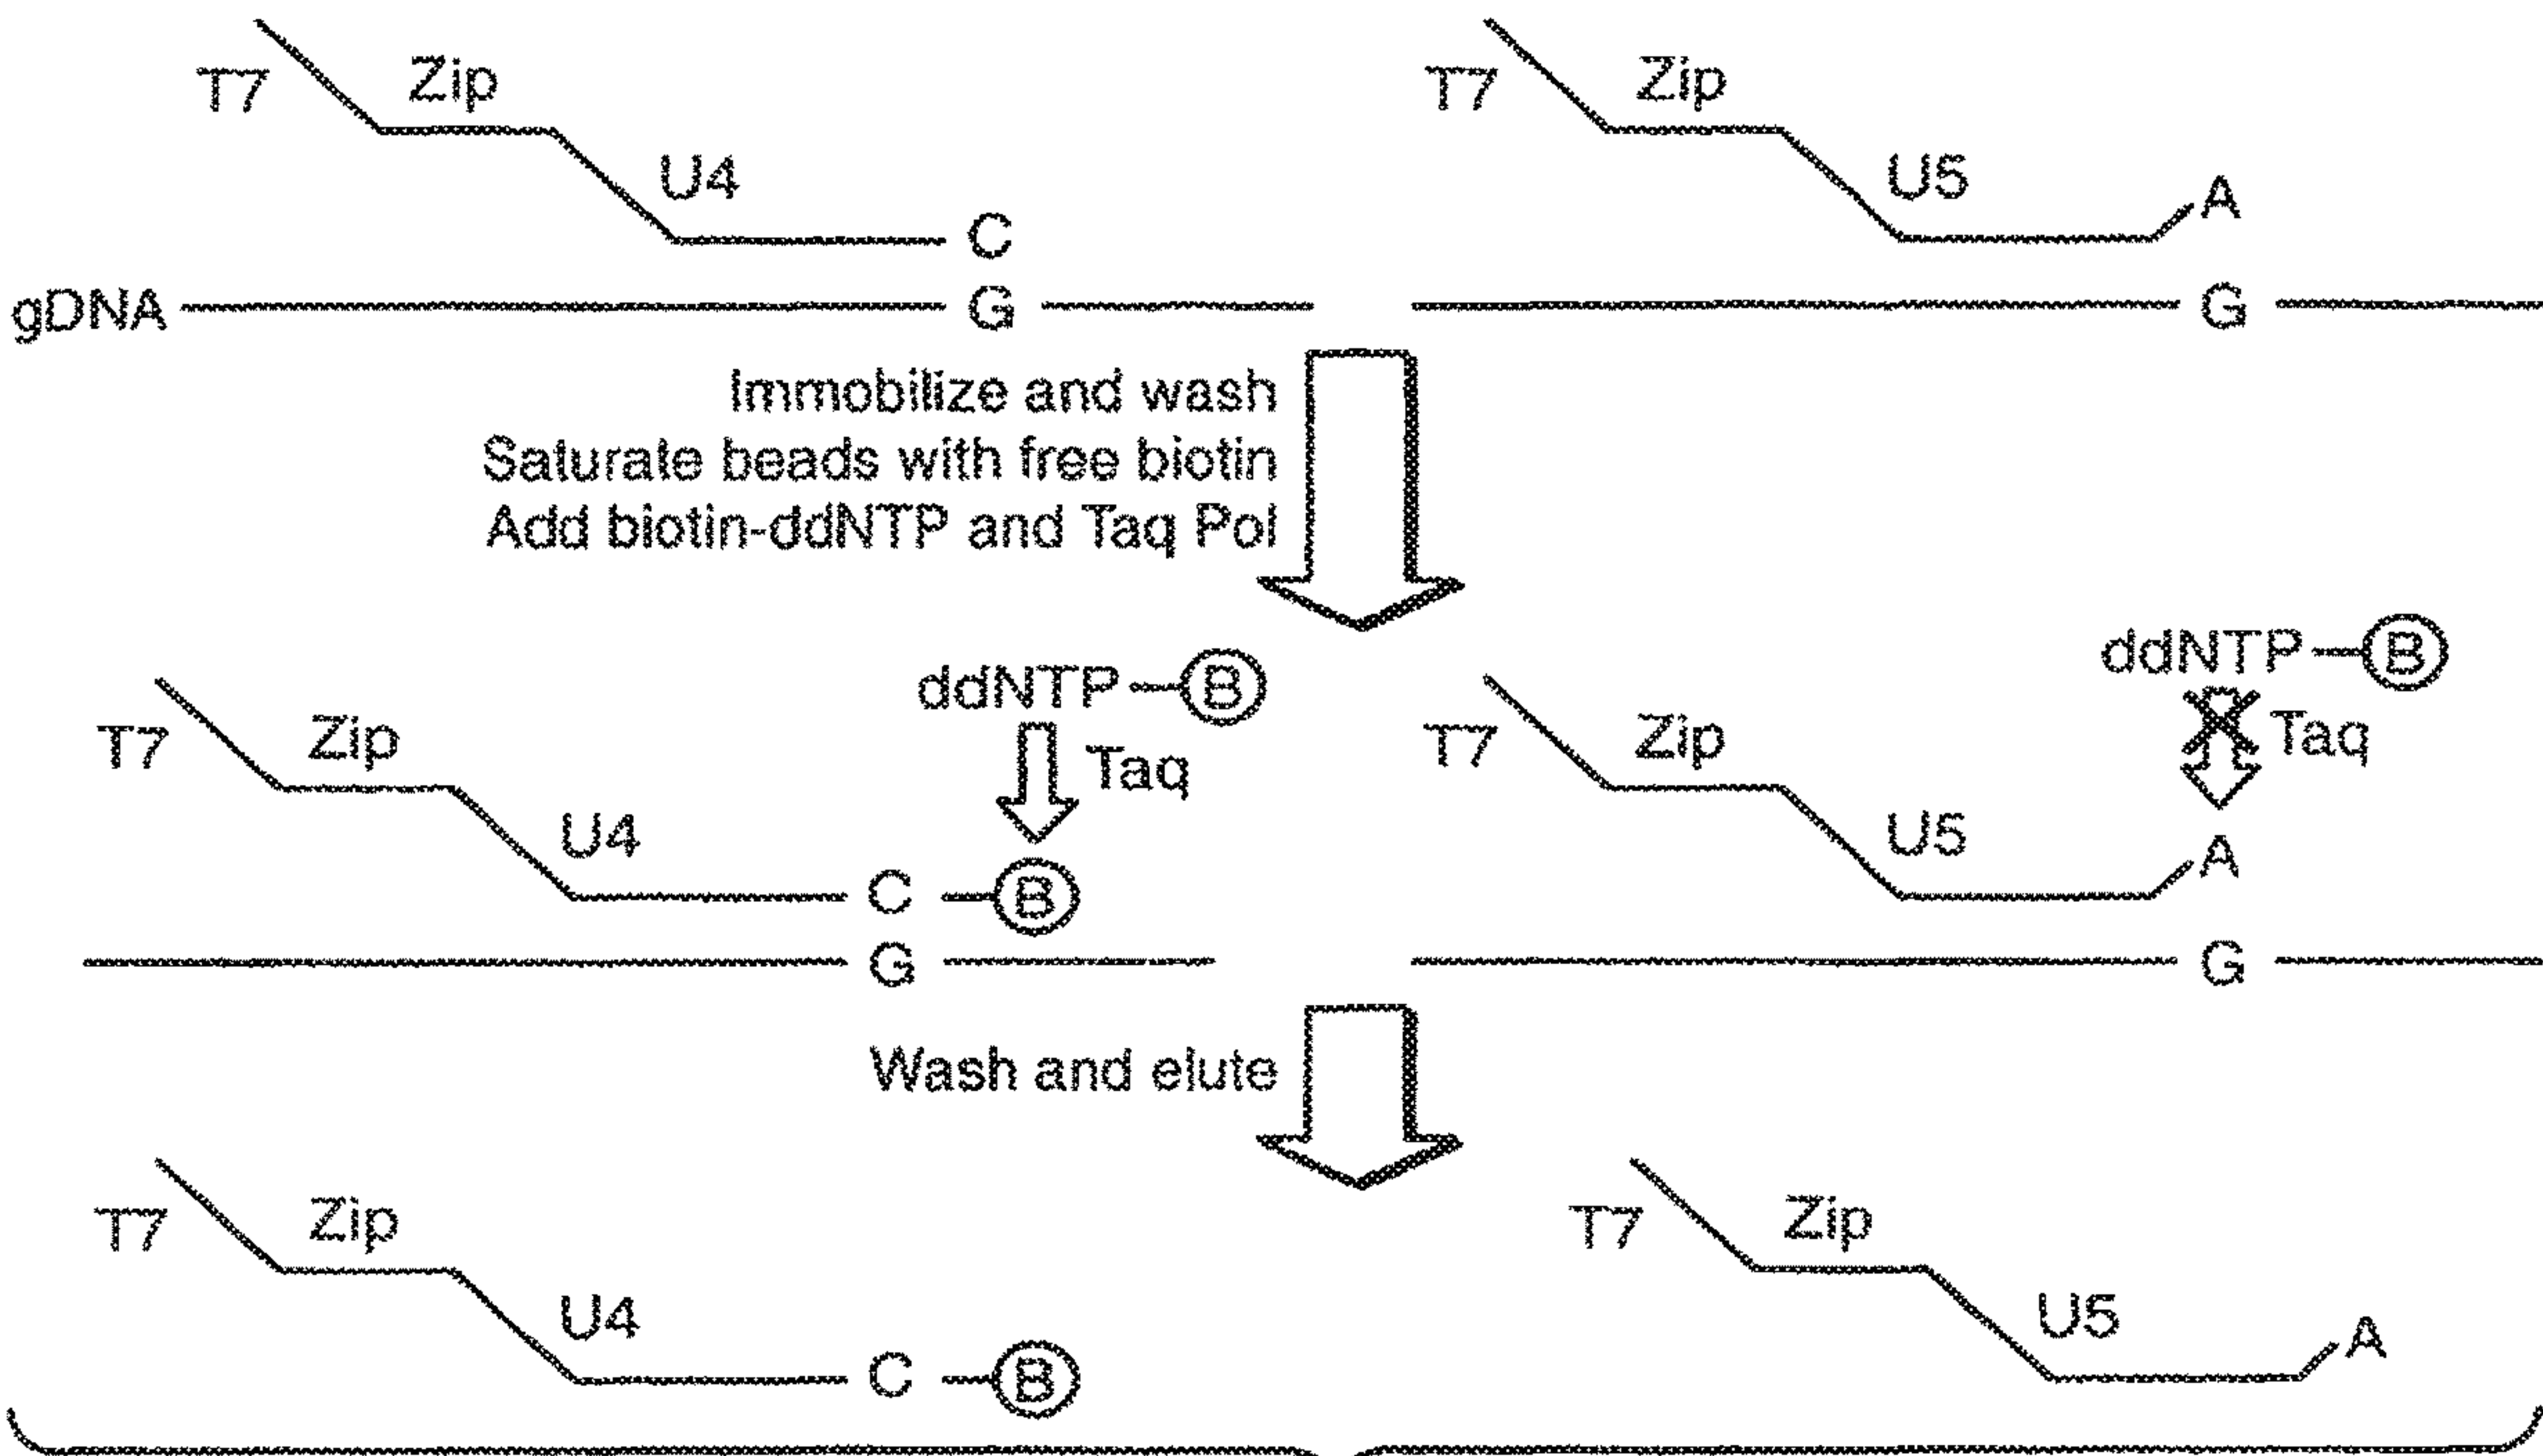 T7 Zip U4 C
T7 Zip U5 A
gDNA G G
Immobilize and wash
Saturate beads with free biotin
Add biotin-ddNTP and Taq Pol
ddNTP B
Taq
ddNTP B
Taq
T7 Zip U4 C B
T7 Zip U5 A
G G
Wash and elute
T7 Zip U4 C B
T7 Zip U5 A